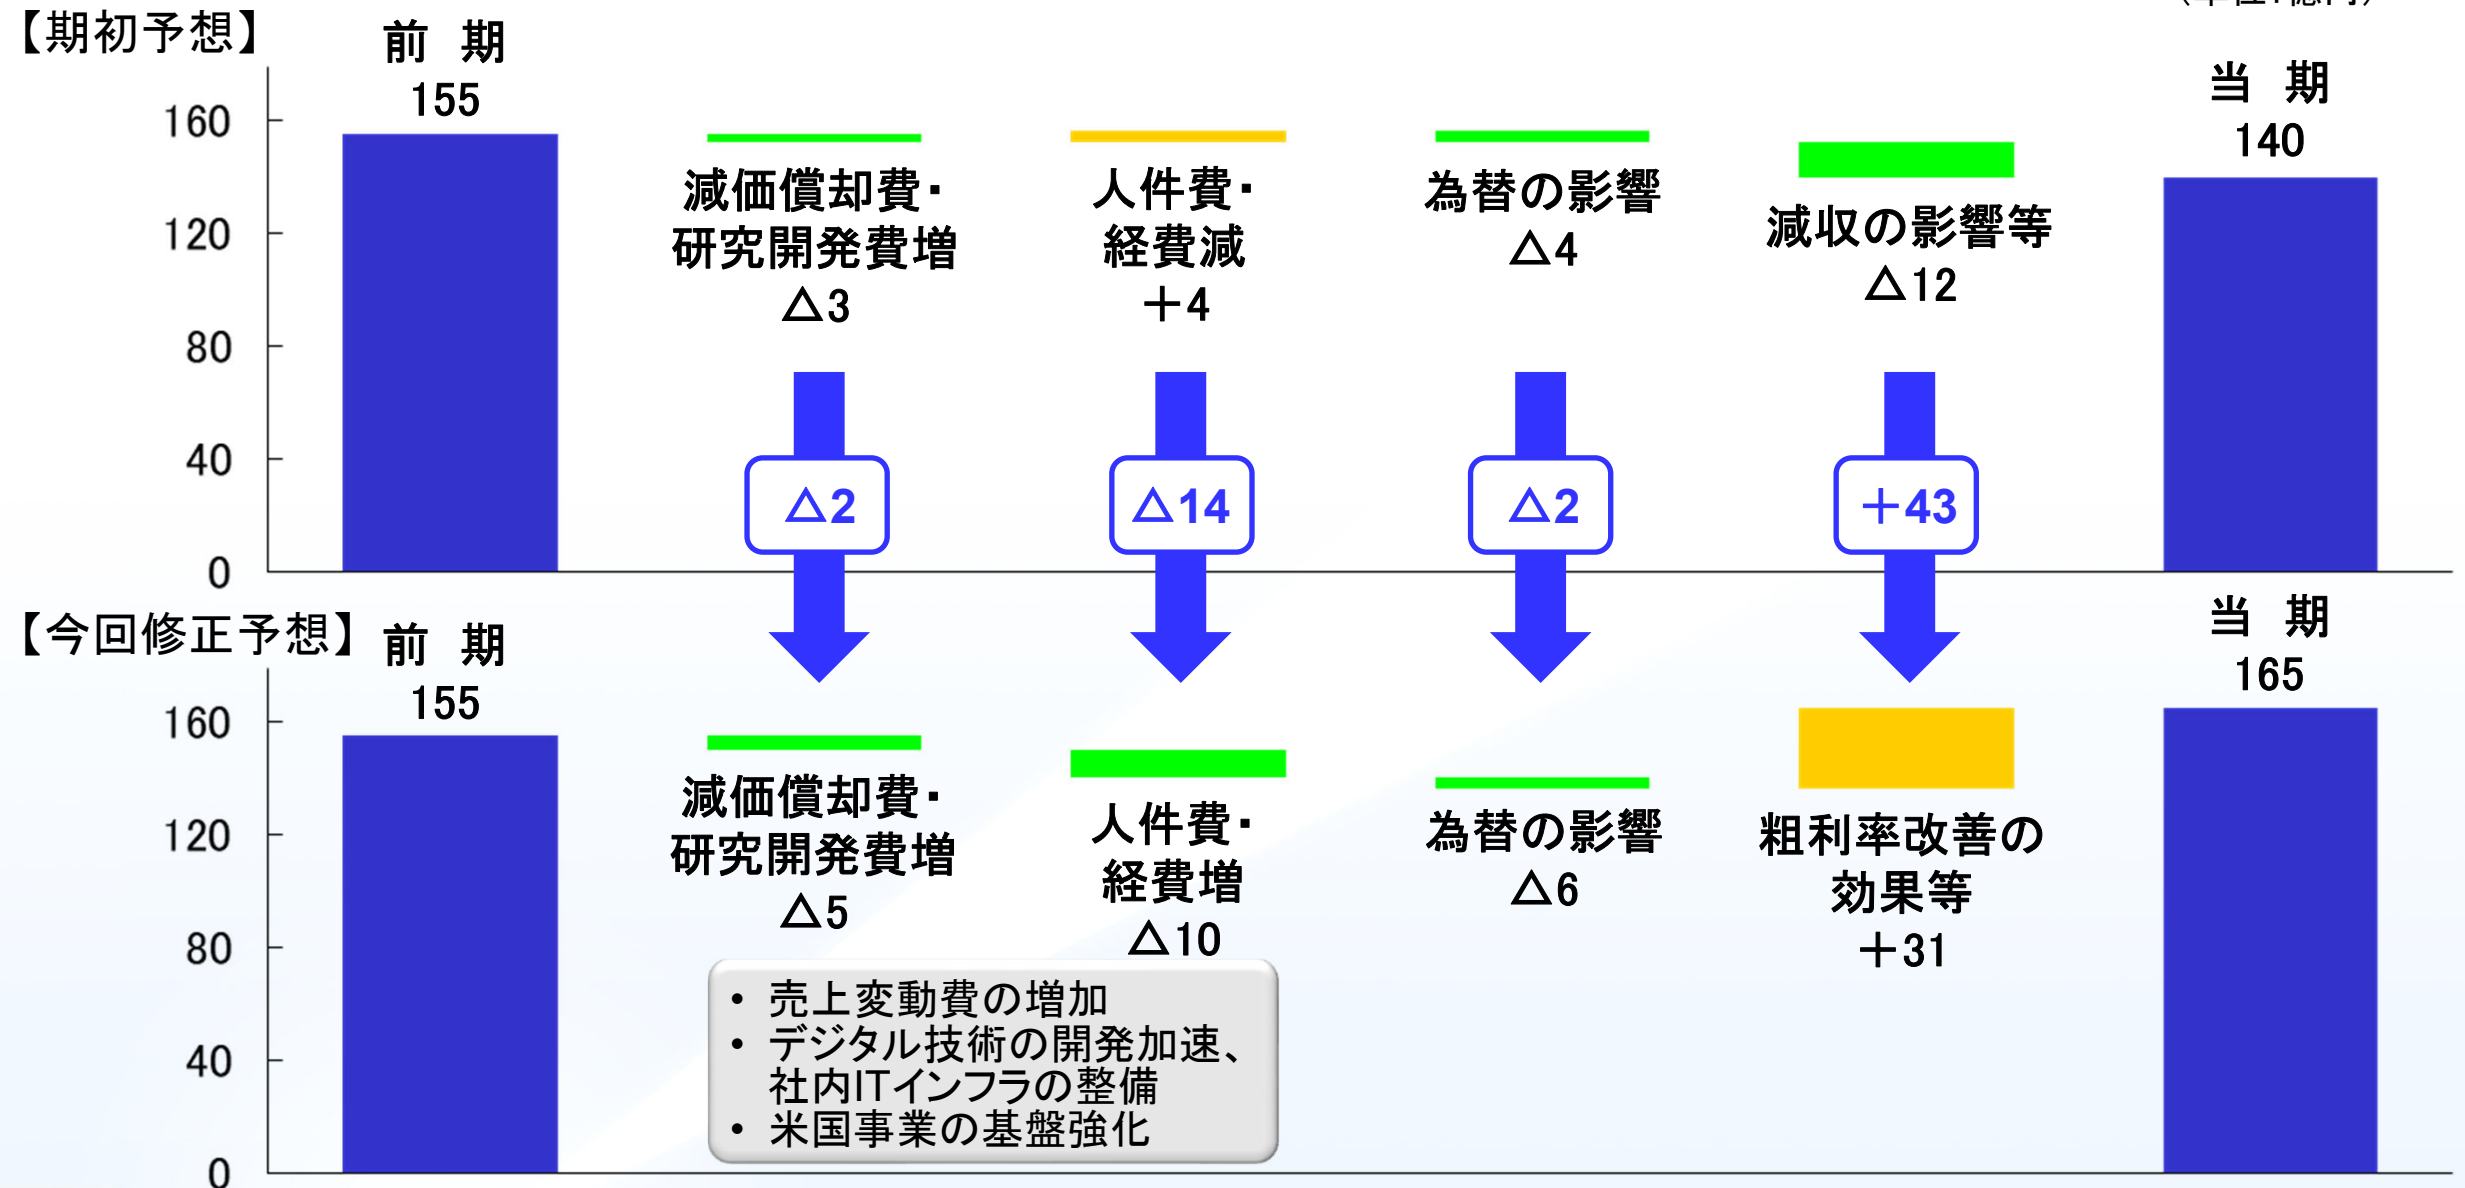 【期初予想】
前 期
155
当 期
140
160
120
80
40
0
減価償却費・
研究開発費増
△3
人件費・
経費減
＋4
為替の影響
△4
減収の影響等
△12
△2
△14
△2
＋43
【今回修正予想】
前 期
155
当 期
165
160
120
80
40
0
減価償却費・
研究開発費増
△5
人件費・
経費増
△10
為替の影響
△6
粗利率改善の
効果等
＋31
• 売上変動費の増加
• デジタル技術の開発加速、
社内ITインフラの整備
• 米国事業の基盤強化